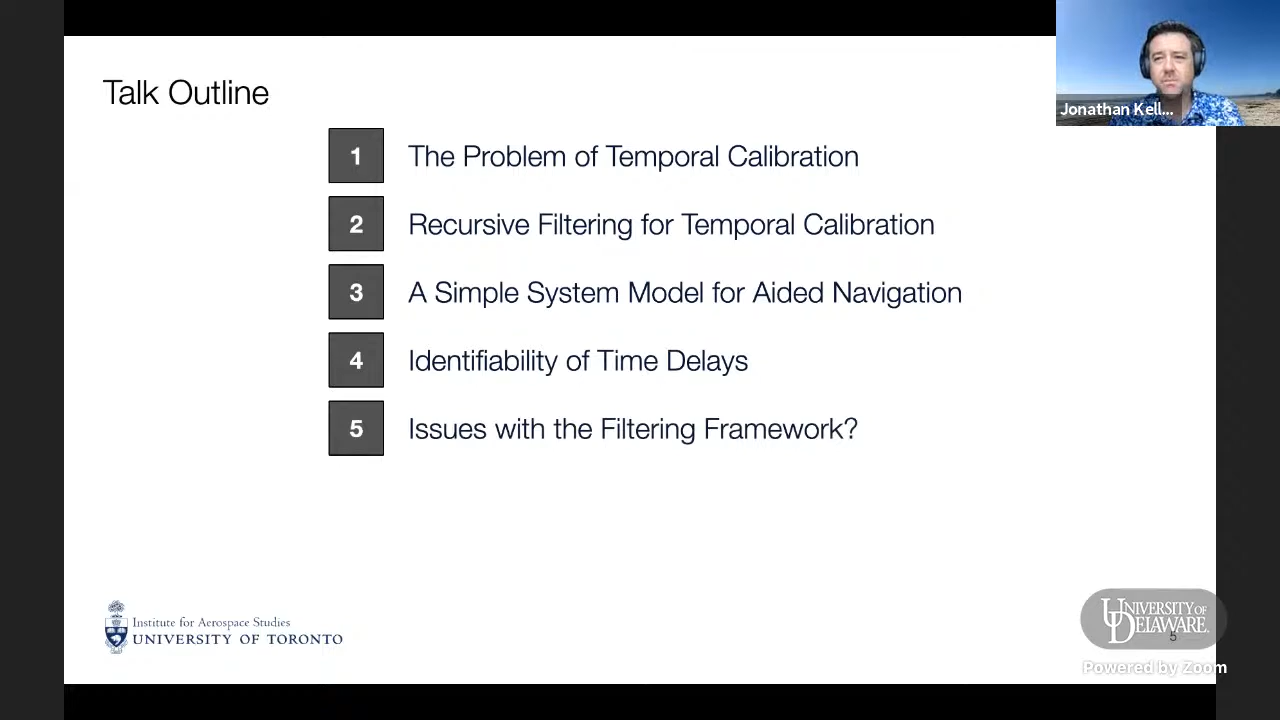 Talk Outline
Jonathan Kell...
1 The Problem of Temporal Calibration
2 Recursive Filtering for Temporal Calibration
3 A Simple System Model for Aided Navigation
4 Identifiability of Time Delays
5 Issues with the Filtering Framework?
Institute for Aerospace Studies
UNIVERSITY OF TORONTO
UNIVERSITY OF
DELAWARE.
5
Powered by Zoom